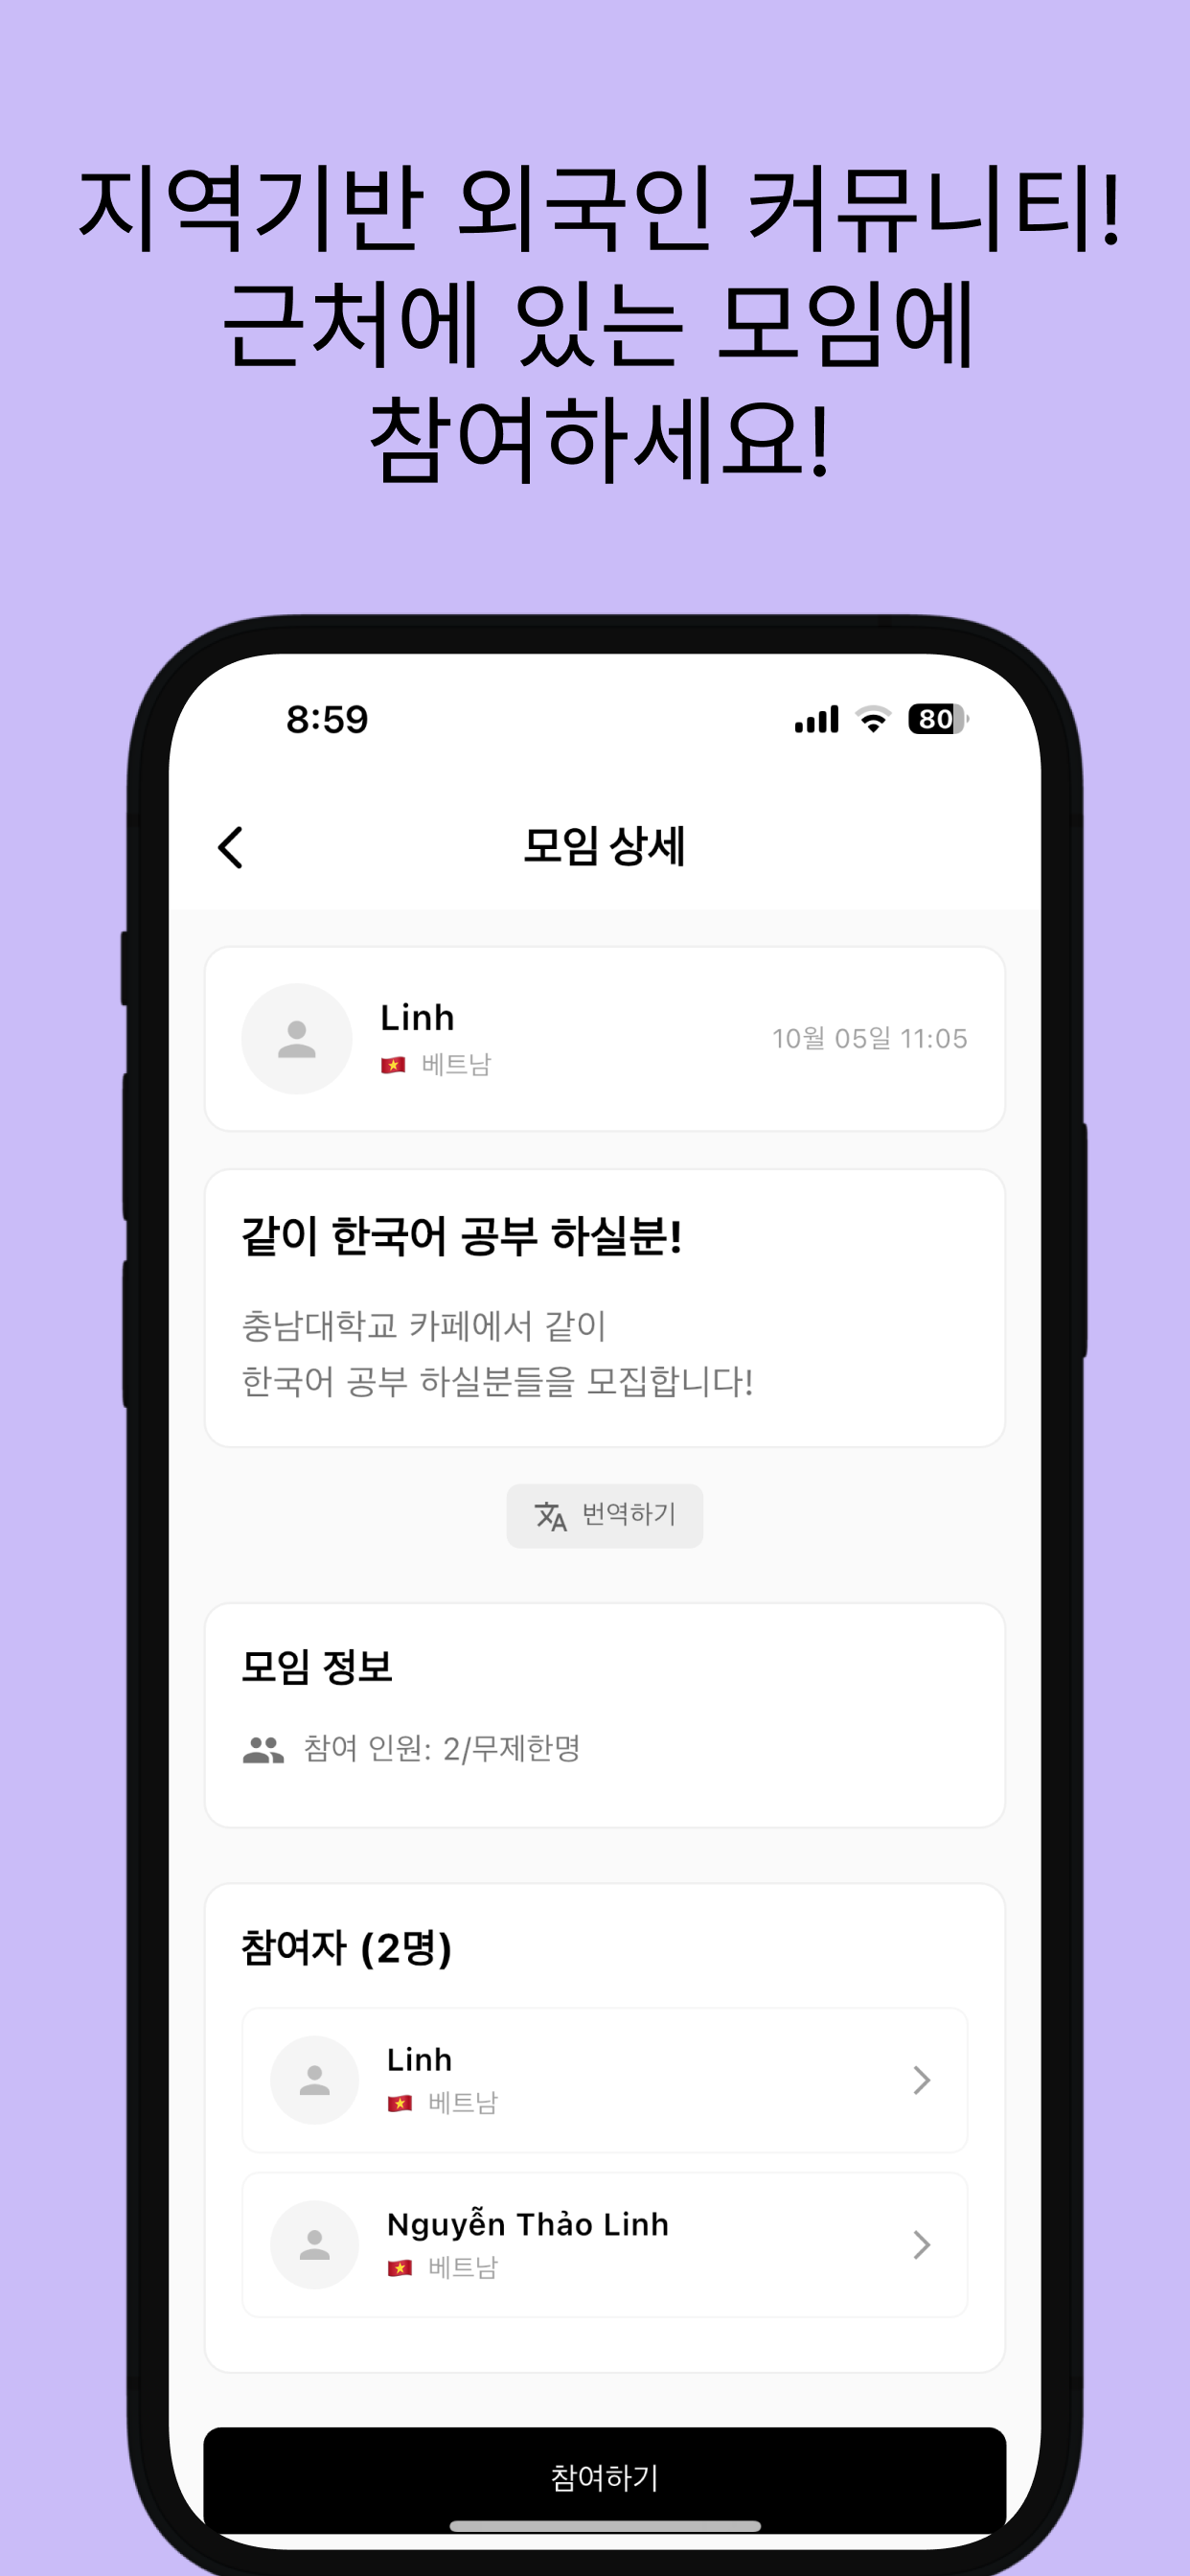 지역기반 외국인 커뮤니티!
근처에 있는 모임에
참여하세요!
8:59
80
모임 상세
Linh
베트남
10월 05일 11:05
같이 한국어 공부 하실분!
충남대학교 카페에서 같이
한국어 공부 하실분들을 모집합니다!
번역하기
모임 정보
참여 인원: 2/무제한명
참여자 (2명)
Linh
베트남
Nguyễn Thảo Linh
베트남
참여하기